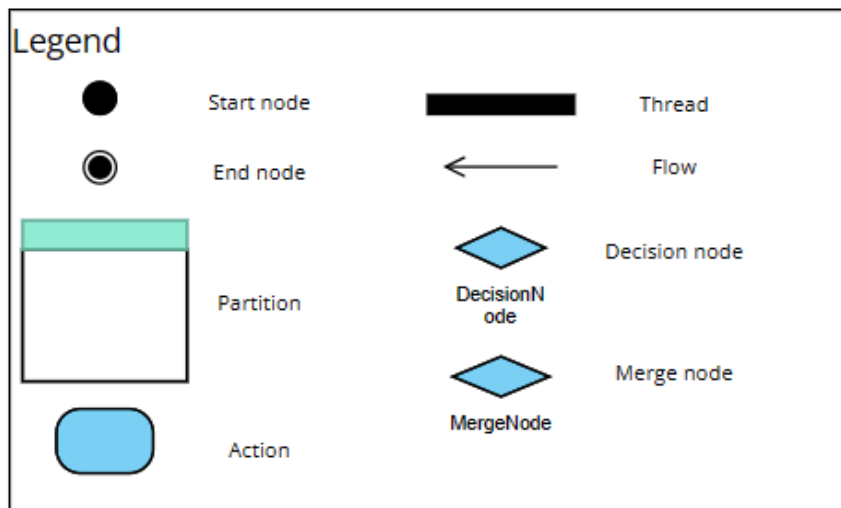 Legend
Start node
Thread
End node
Flow
Decision node
DecisionN
ode
Partition
Merge node
MergeNode
Action